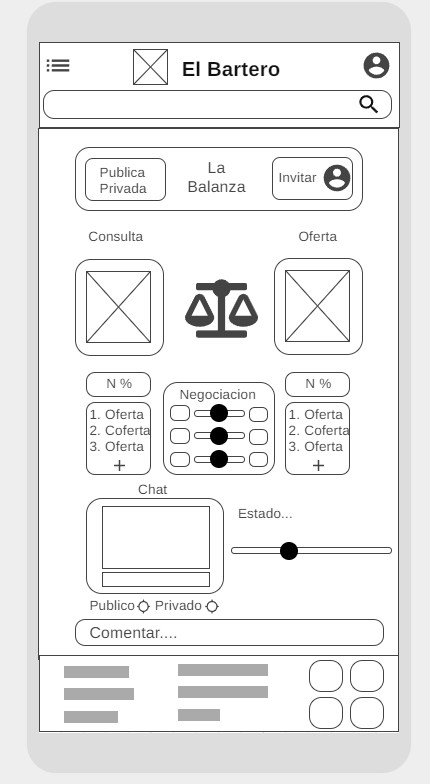 El Bartero
Publica
Privada
La
Balanza
Invitar
Consulta
Oferta
N %
Negociacion
N %
1. Oferta
2. Coferta
3. Oferta
+
1. Oferta
2. Coferta
3. Oferta
+
Chat
Estado...
Publico Privado
Comentar....